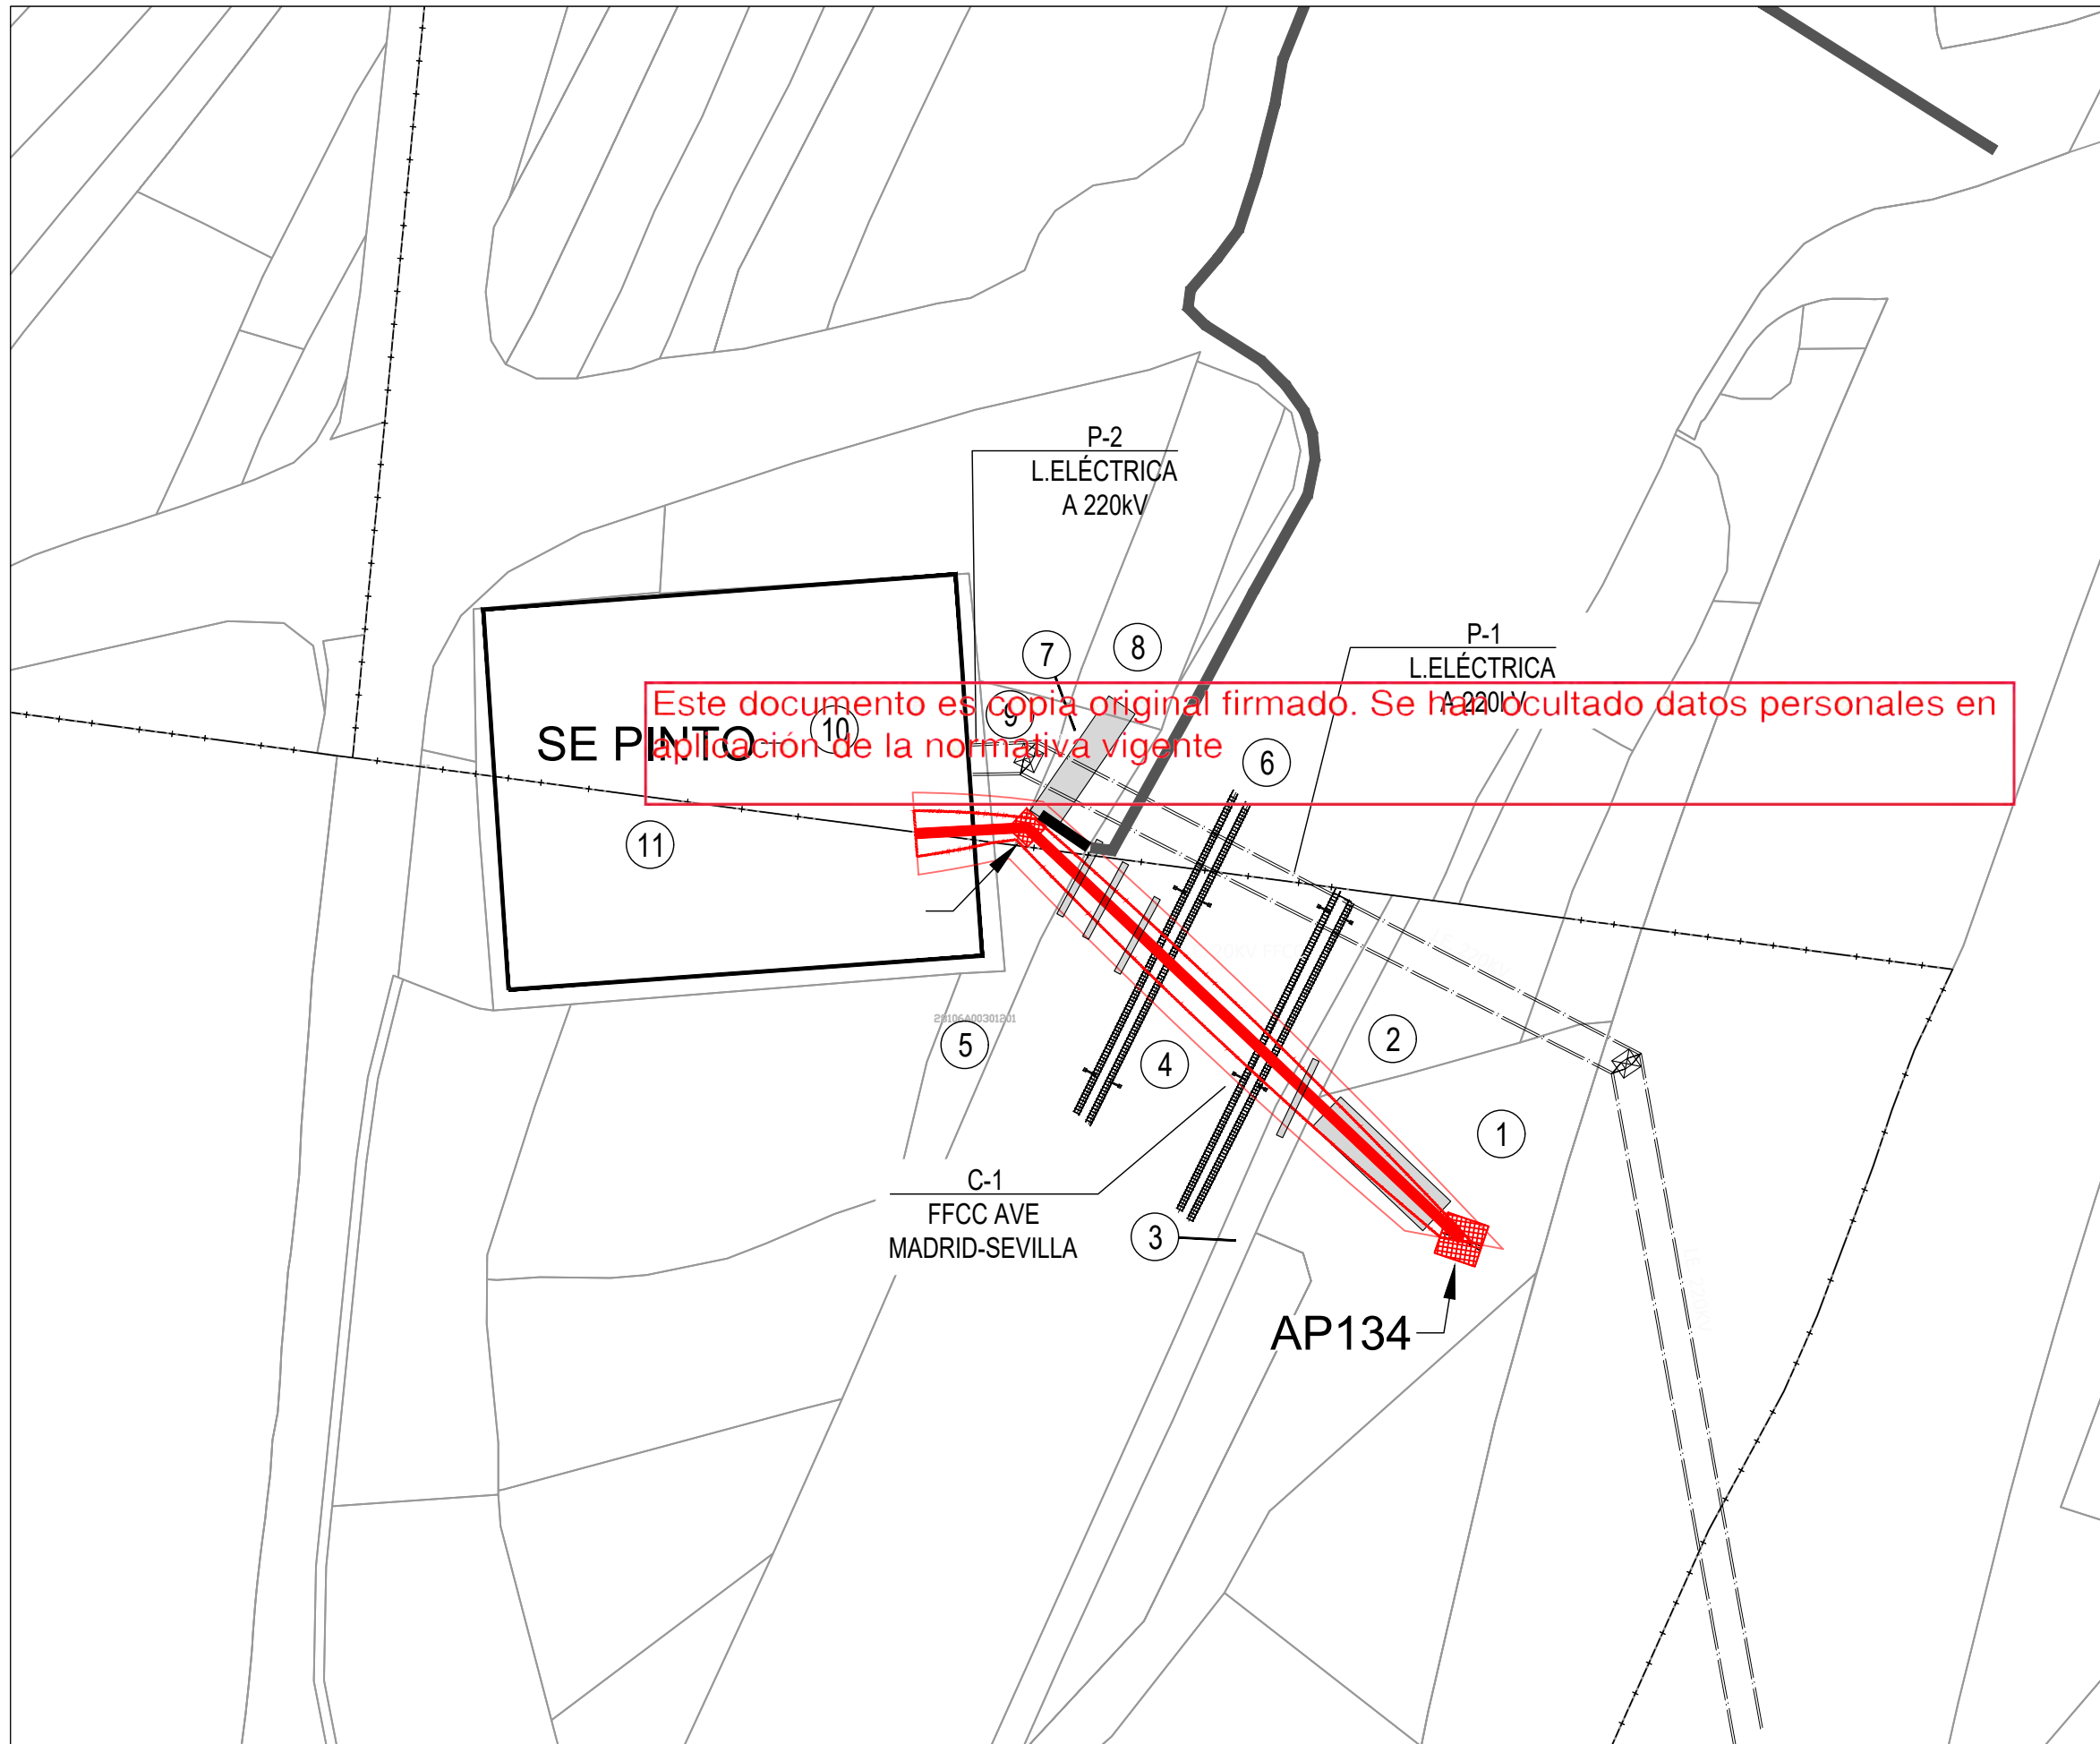 P-2
L.ELÉCTRICA
A 220kV
8
7
P-1
L.ELÉCTRICA
A 220kV
Este documento es copia original firmado. Se han ocultado datos personales en
aplicación de la normativa vigente
9
10
SE PINTO
6
11
28106A00301201
5
4
2
1
C-1
FFCC AVE
MADRID-SEVILLA
3
AP134